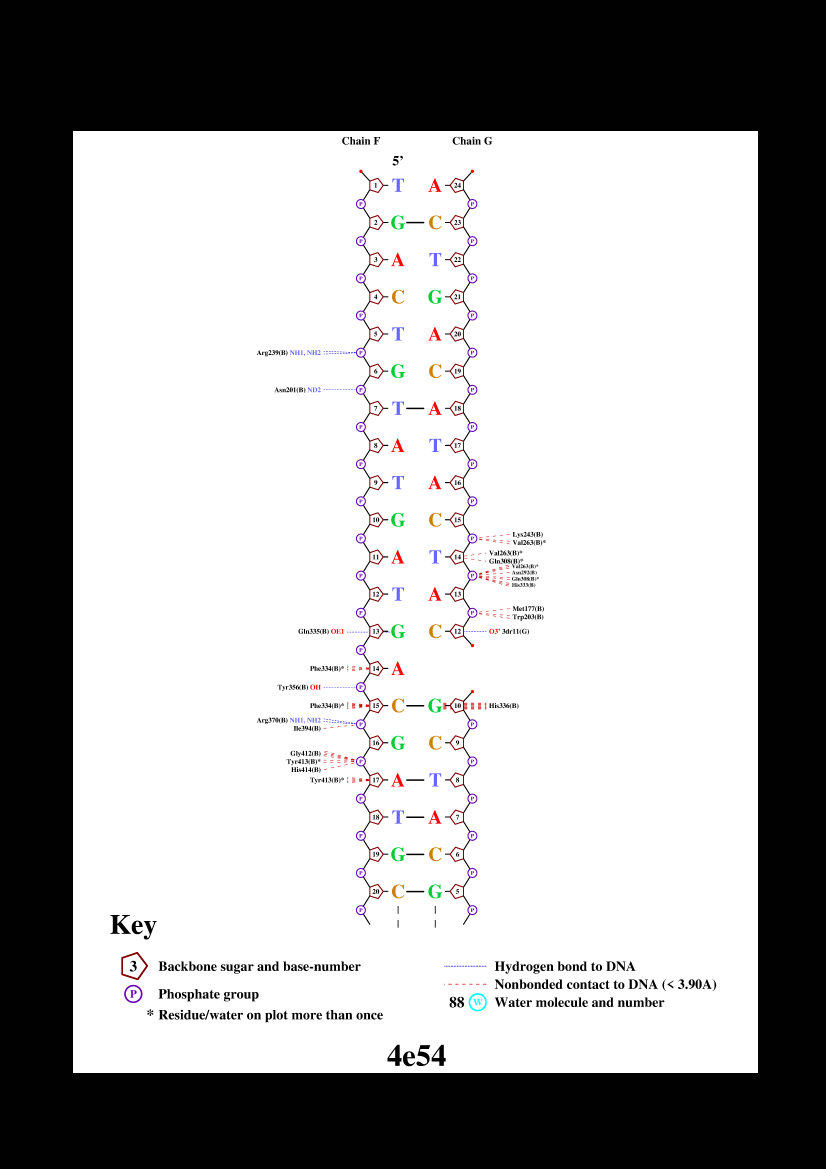 Chain F Chain G
5’
1 T A 24
P P
2 G C 23
P P
3 A T 22
P P
4 C G 21
P P
5 T A 20
Arg239(B) NH1, NH2 P P
6 G C 19
Asn201(B) ND2 P P
7 T A 18
P P
8 A T 17
P P
9 T A 16
P P
10 G C 15
Lys243(B)
P P
Val263(B)*
Val263(B)*
11 A T 14
Gln308(B)*
Val263(B)*
Asn292(B)
P P
Gln308(B)*
His333(B)
12 T A 13
Met177(B)
P P
Trp203(B)
Gln335(B) OE1 13 G C 12 O3' 3dr11(G)
P
Phe334(B)* 14 A
Tyr356(B) OH P
Phe334(B)* 15 C G 10 His336(B)
Arg370(B) NH1, NH2
P P
Ile394(B)
16 G C 9
Gly412(B)
Tyr413(B)* P P
His414(B)
Tyr413(B)* 17 A T 8
P P
18 T A 7
P P
19 G C 6
P P
20 C G 5
P P
Key
3 Backbone sugar and base-number
P Phosphate group
* Residue/water on plot more than once
Hydrogen bond to DNA
Nonbonded contact to DNA (< 3.90A)
88 W Water molecule and number
4e54